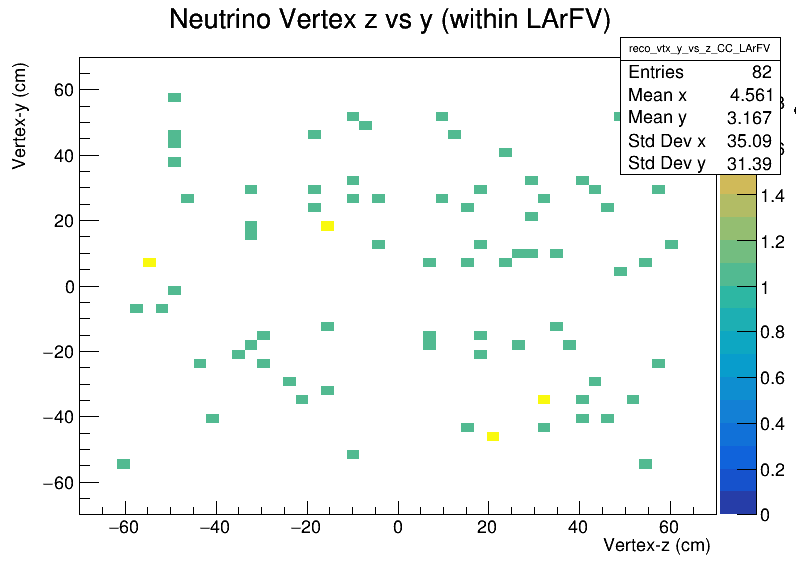 Neutrino Vertex z vs y (within LArFV)
reco_vtx_y_vs_z_CC_LArFV
Entries 82
Mean x 4.561
Mean y 3.167
Std Dev x 35.09
Std Dev y 31.39
Vertex-y (cm)
60
40
20
0
−20
−40
−60
−60 −40 −20 0 20 40 60
Vertex-z (cm)
1.4
1.2
1
0.8
0.6
0.4
0.2
0